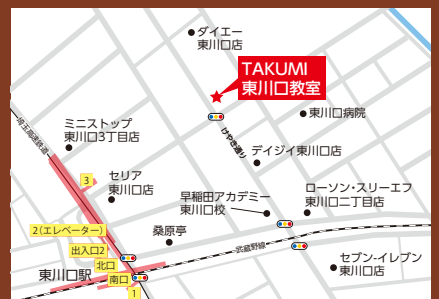 ダイエー
東川口店
TAKUMI
東川口教室
東川口病院
ミニストップ
東川口3丁目店
けやき通り
デイジイ東川口店
埼玉高速鉄道
3
セリア
東川口店
早稲田アカデミー
東川口校
ローソン・スリーエフ
東川口二丁目店
2(エレベーター)
桑原亭
出入口2
武蔵野線
北口
セブン-イレブン
東川口店
東川口駅
南口
1